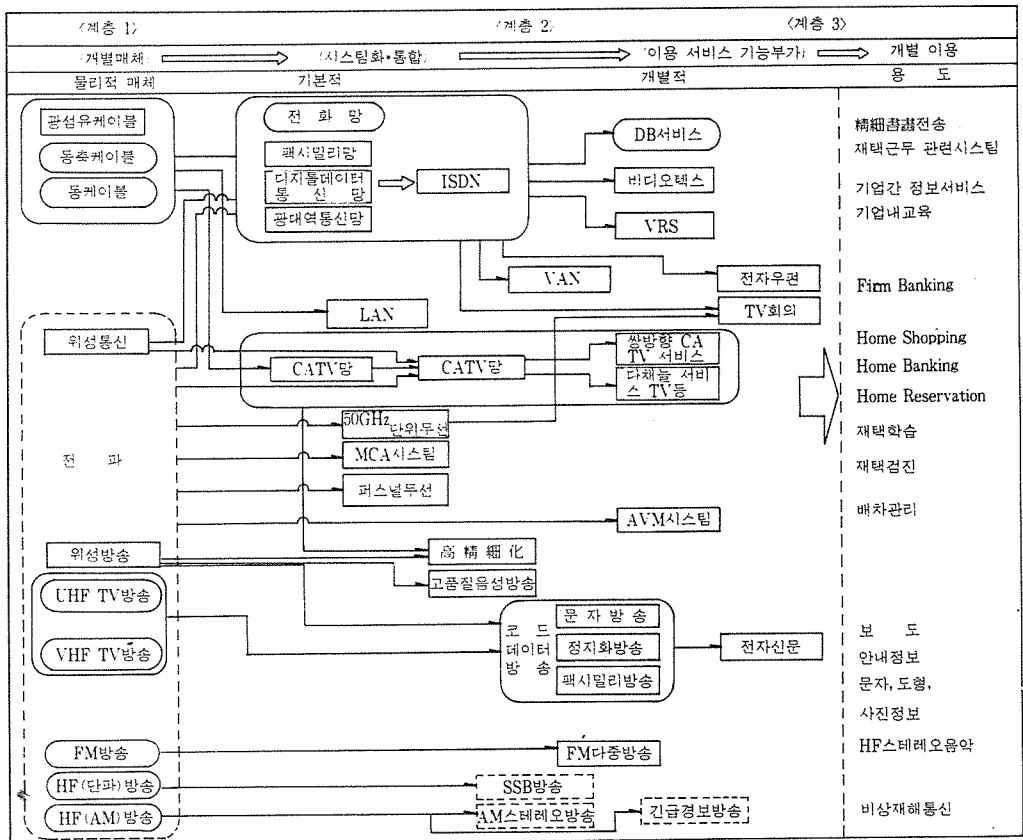 〈계층 1〉
〈계층 2〉
〈계층 3〉
(개별매체)
(시스팀화•통합)
(이용 서비스 기능부가)
개별 이용
물리적 매체
기본적
개별적
용 도
광섬유케이블
동축케이블
동케이블
전 화 망
팩시밀리망
디지틀데이터
통 신 망
광대역통신망
ISDN
DB서비스
비디오텍스
VRS
VAN
전자우편
LAN
TV회의
위성통신
CATV망
CATV망
쌍방향 CA
TV 서비스
다채늘 서비
스 TV등
50GHz
단위무선
MCA시스팀
퍼스널무선
전 파
AVM시스팀
위성방송
高 精 細 化
고품질음성방송
UHF TV방송
VHF TV방송
코 드
데이터
방 송
문 자 방 송
정지화방송
팩시밀리방송
전자신문
FM방송
FM다중방송
HF(단파)방송
SSB방송
HF(AM)방송
AM스테레오방송
긴급경보방송
精細書畵전송
재택근무 관련시스팀
기업간 정보서비스
기업내교육
Firm Banking
Home Shopping
Home Banking
Home Reservation
재택학습
재택검진
배차관리
보 도
안내정보
문자, 도형,
사진정보
HF스테레오음악
비상재해통신